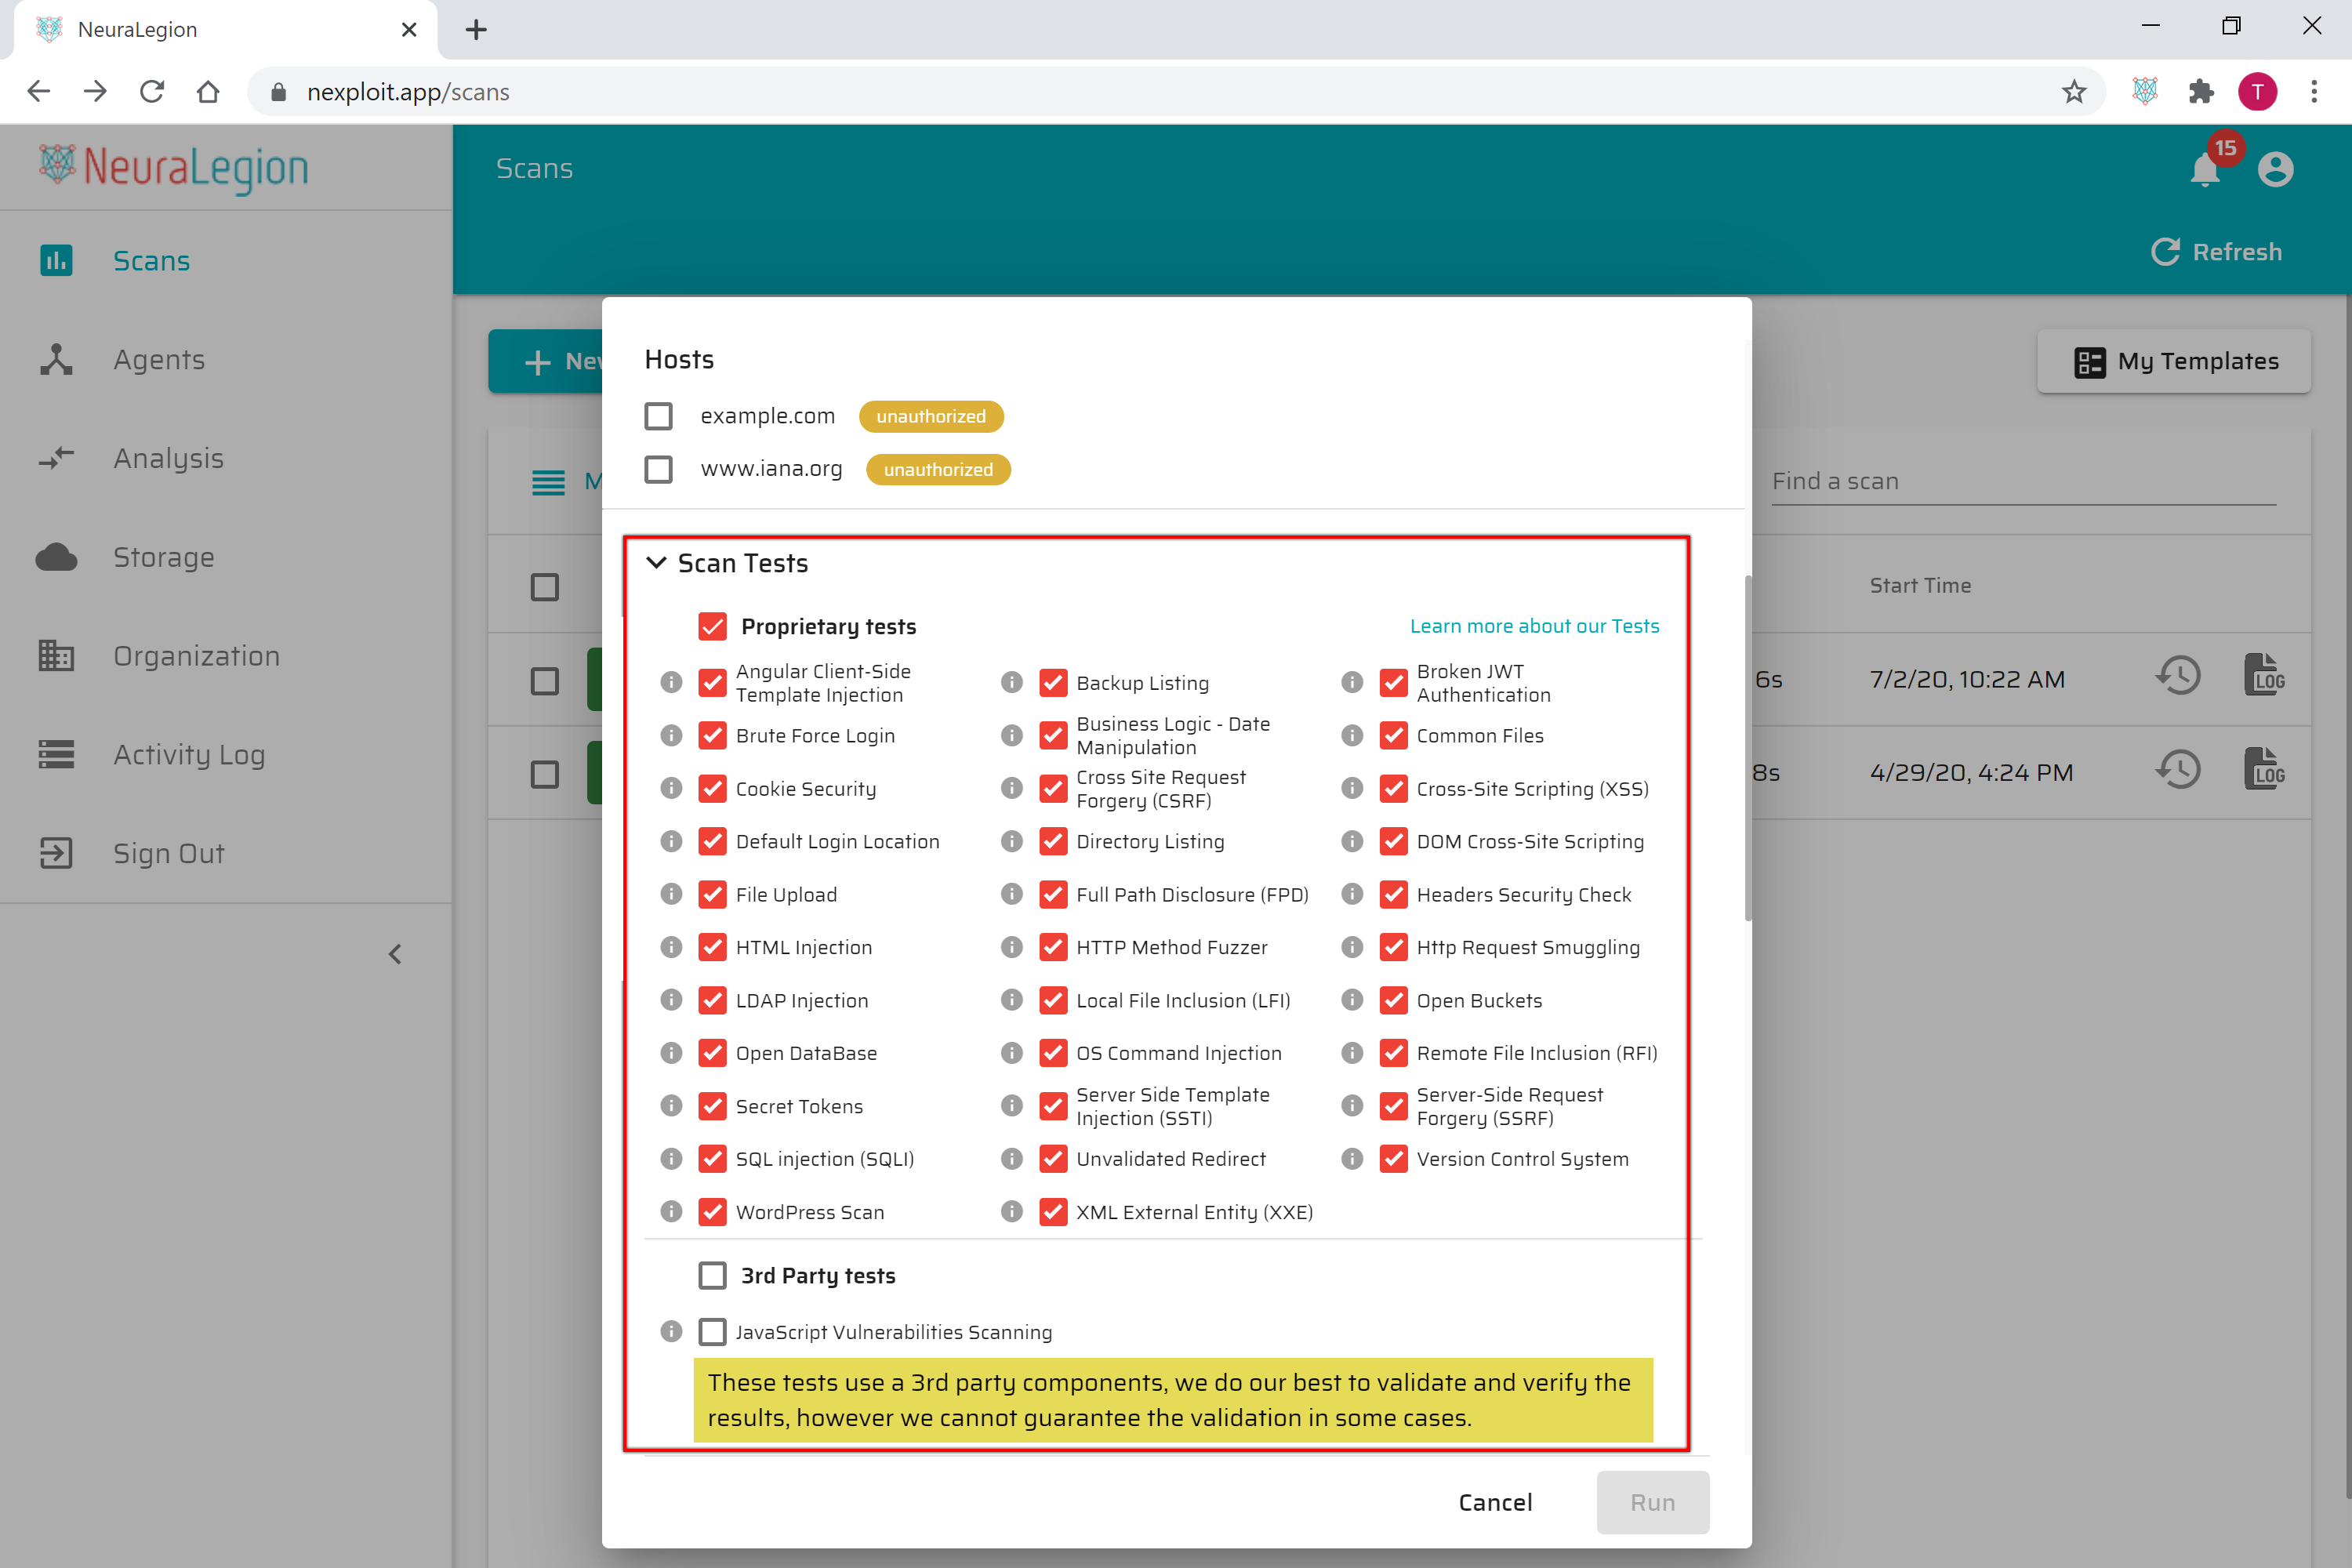 NeuraLegion
nexploit.app/scans
T
NeuraLegion
Scans
15
Refresh
Scans
Agents
Analysis
Storage
Organization
Activity Log
Sign Out
My Templates
Find a scan
Start Time
6s
7/2/20, 10:22 AM
LOG
8s
4/29/20, 4:24 PM
LOG
Hosts
example.com unauthorized
www.iana.org unauthorized
Scan Tests
Proprietary tests
Learn more about our Tests
Angular Client-Side
Template Injection
Backup Listing
Broken JWT
Authentication
Brute Force Login
Business Logic - Date
Manipulation
Common Files
Cookie Security
Cross Site Request
Forgery (CSRF)
Cross-Site Scripting (XSS)
Default Login Location
Directory Listing
DOM Cross-Site Scripting
File Upload
Full Path Disclosure (FPD)
Headers Security Check
HTML Injection
HTTP Method Fuzzer
Http Request Smuggling
LDAP Injection
Local File Inclusion (LFI)
Open Buckets
Open DataBase
OS Command Injection
Remote File Inclusion (RFI)
Secret Tokens
Server Side Template
Injection (SSTI)
Server-Side Request
Forgery (SSRF)
SQL injection (SQLI)
Unvalidated Redirect
Version Control System
WordPress Scan
XML External Entity (XXE)
3rd Party tests
JavaScript Vulnerabilities Scanning
These tests use a 3rd party components, we do our best to validate and verify the
results, however we cannot guarantee the validation in some cases.
Cancel
Run